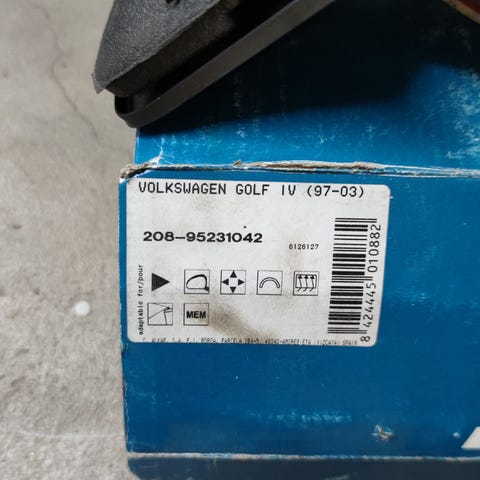 VOLKSWAGEN GOLF IV (97-03)
208-95231042
6126127
adaptable for/pour
MEM
8 424445 010882